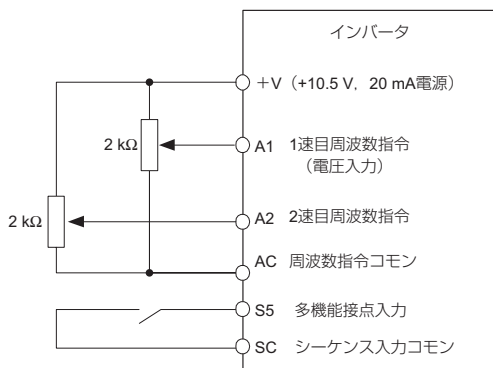 インバータ
+V (+10.5 V, 20 mA電源)
2 kΩ
A1 1速目周波数指令
(電圧入力)
2 kΩ
A2 2速目周波数指令
AC 周波数指令コモン
S5 多機能接点入力
SC シーケンス入力コモン